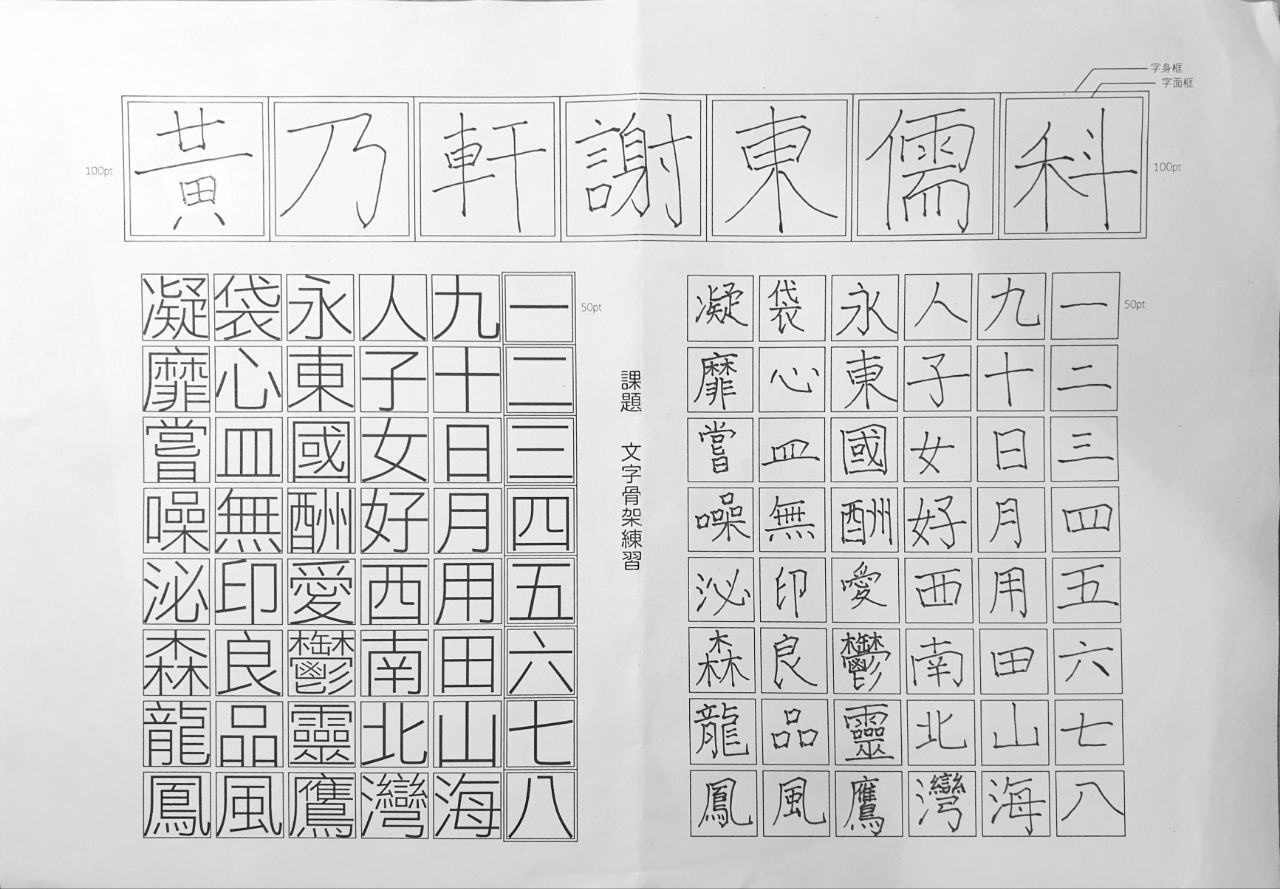 字身框
字面框
100pt
黃乃軒謝東儒科
100pt
50pt
一二三四五六七八
九十日月用田山海
人子女好西南北灣
永東國酬愛鬱靈鷹
袋心皿無印良品風
凝靡嘗噪泌森龍鳳
課題 文字骨架練習
50pt
一二三四五六七八
九十日月用田山海
人子女好西南北灣
永東國酬愛鬱靈鷹
袋心皿無印良品風
凝靡嘗噪泌森龍鳳